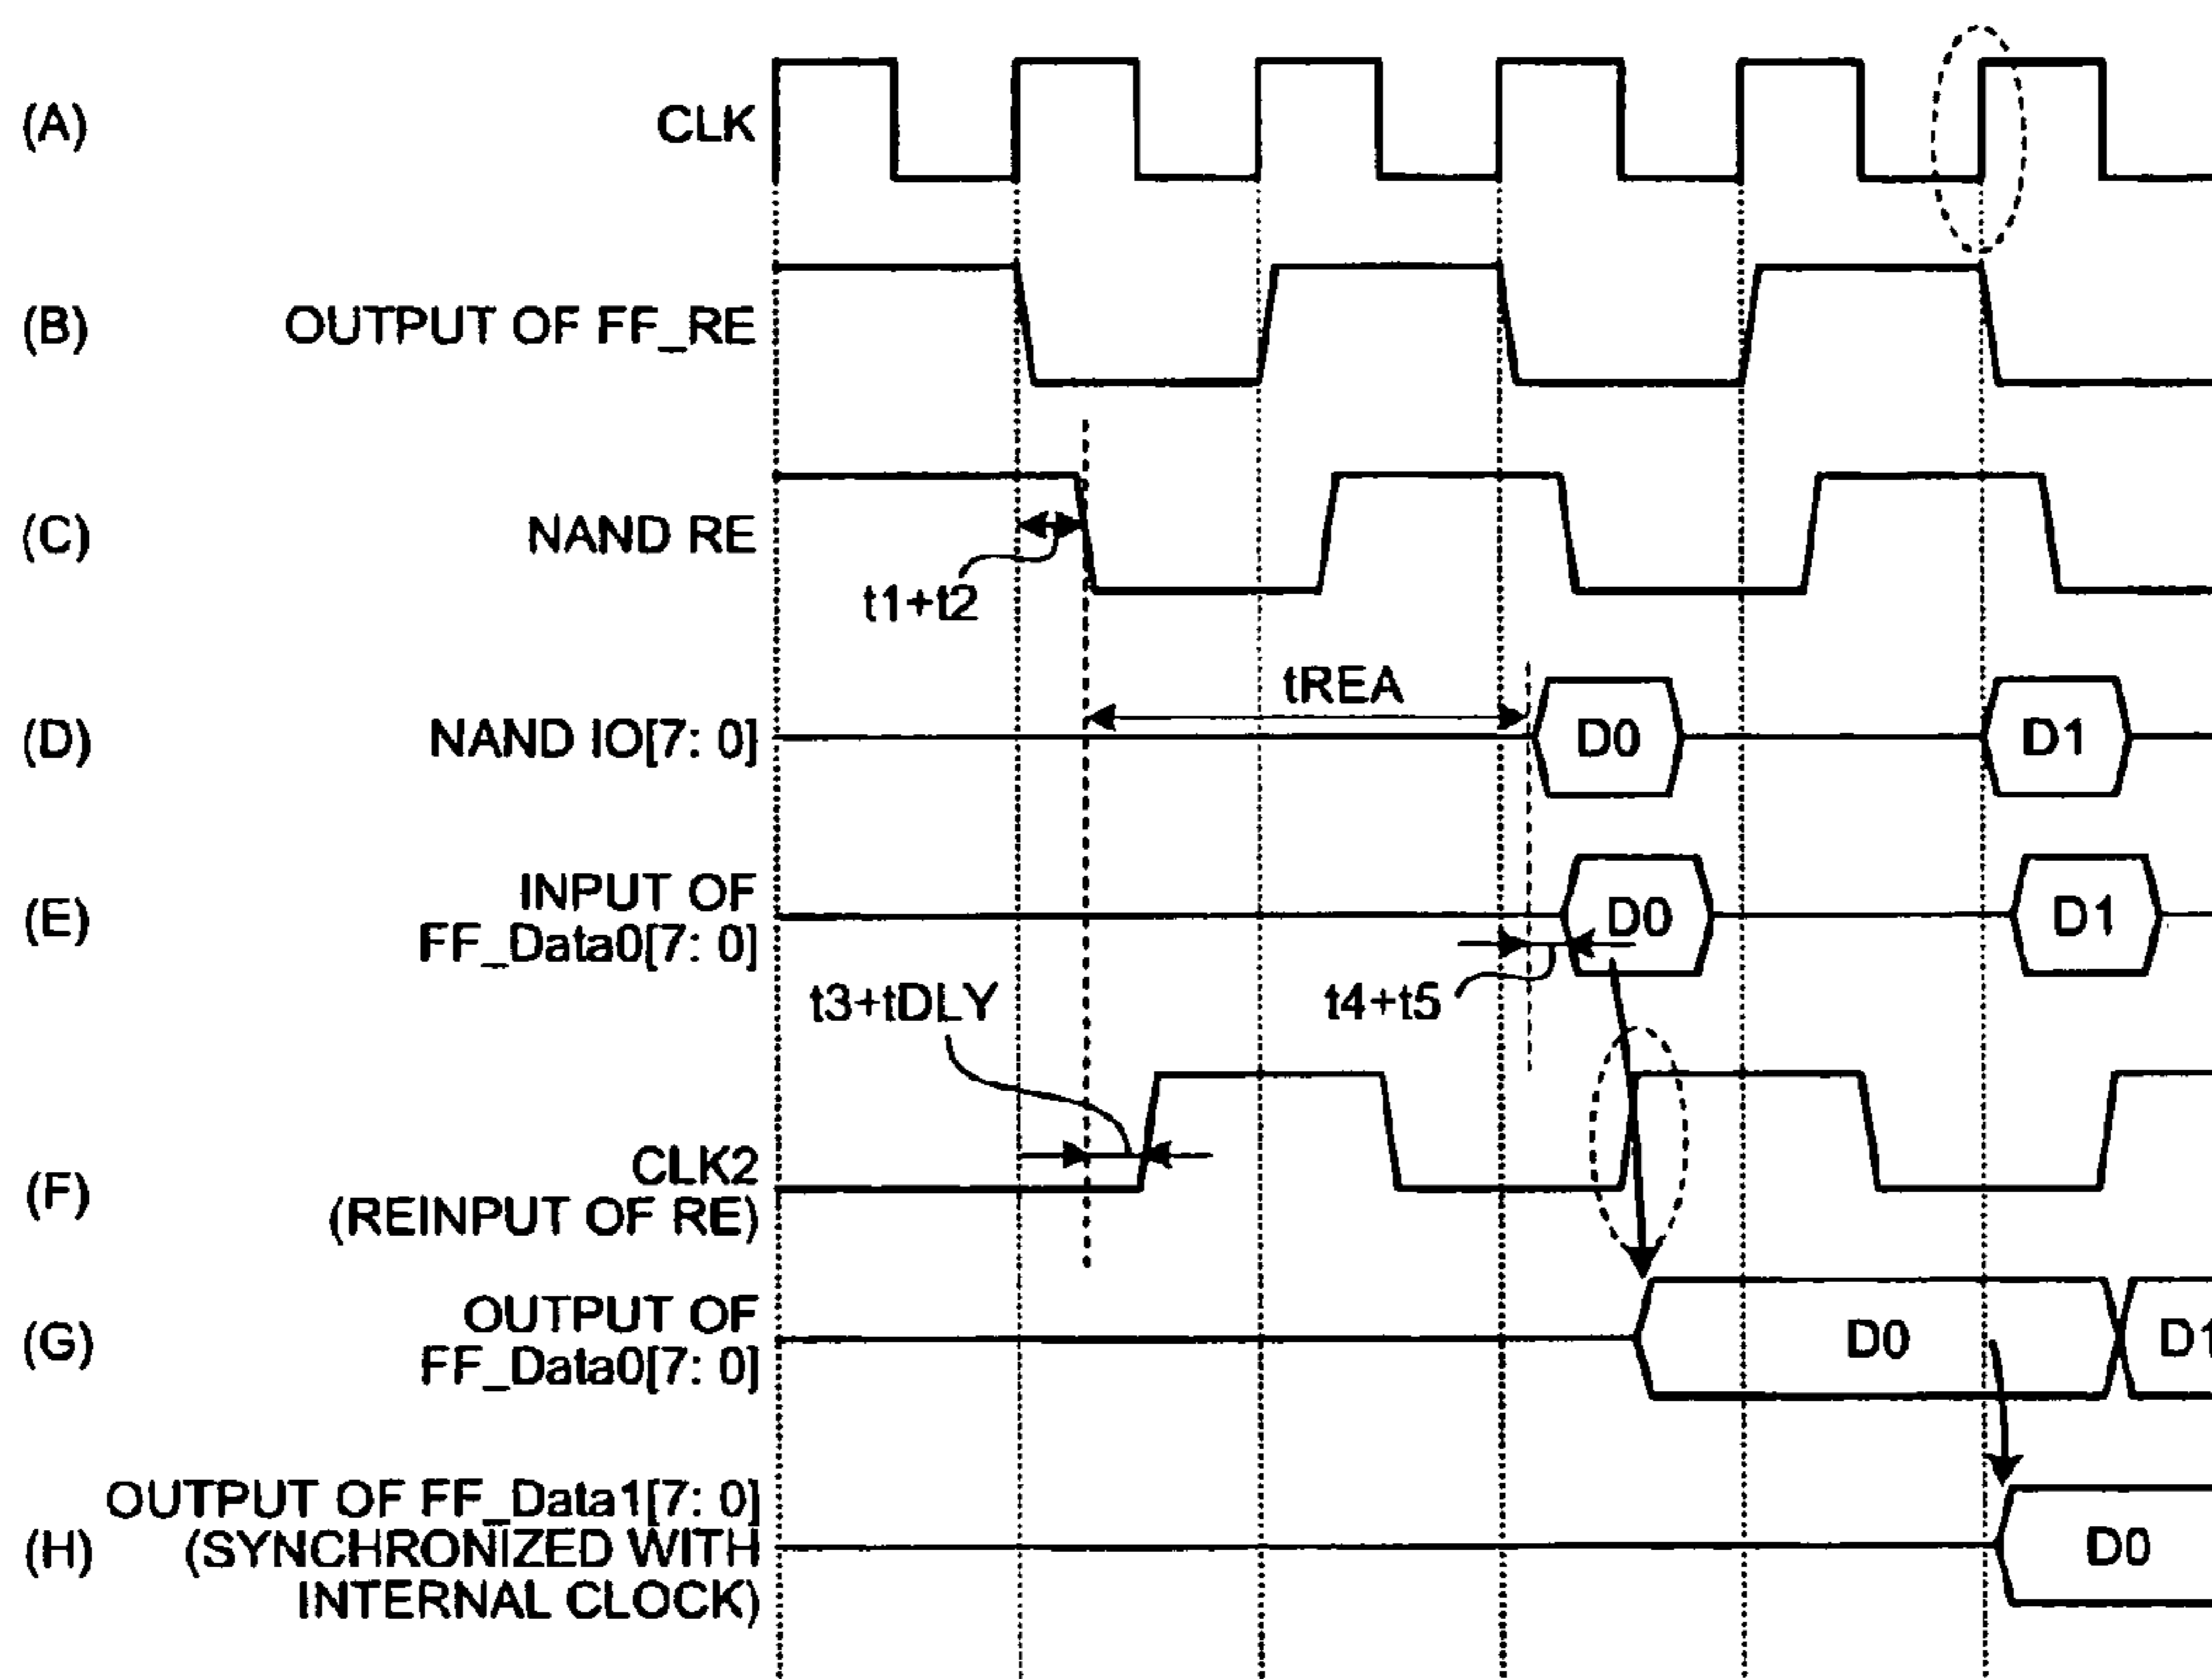 (A)
CLK
(B)
OUTPUT OF FF_RE
(C)
NAND RE
t1+t2
tREA
(D)
NAND IO[7: 0]
D0
D1
(E)
INPUT OF
FF_Data0[7: 0]
D0
D1
t3+tDLY
t4+t5
(F)
CLK2
(REINPUT OF RE)
(G)
OUTPUT OF
FF_Data0[7: 0]
D0
D1
(H)
OUTPUT OF FF_Data1[7: 0]
(SYNCHRONIZED WITH
INTERNAL CLOCK)
D0